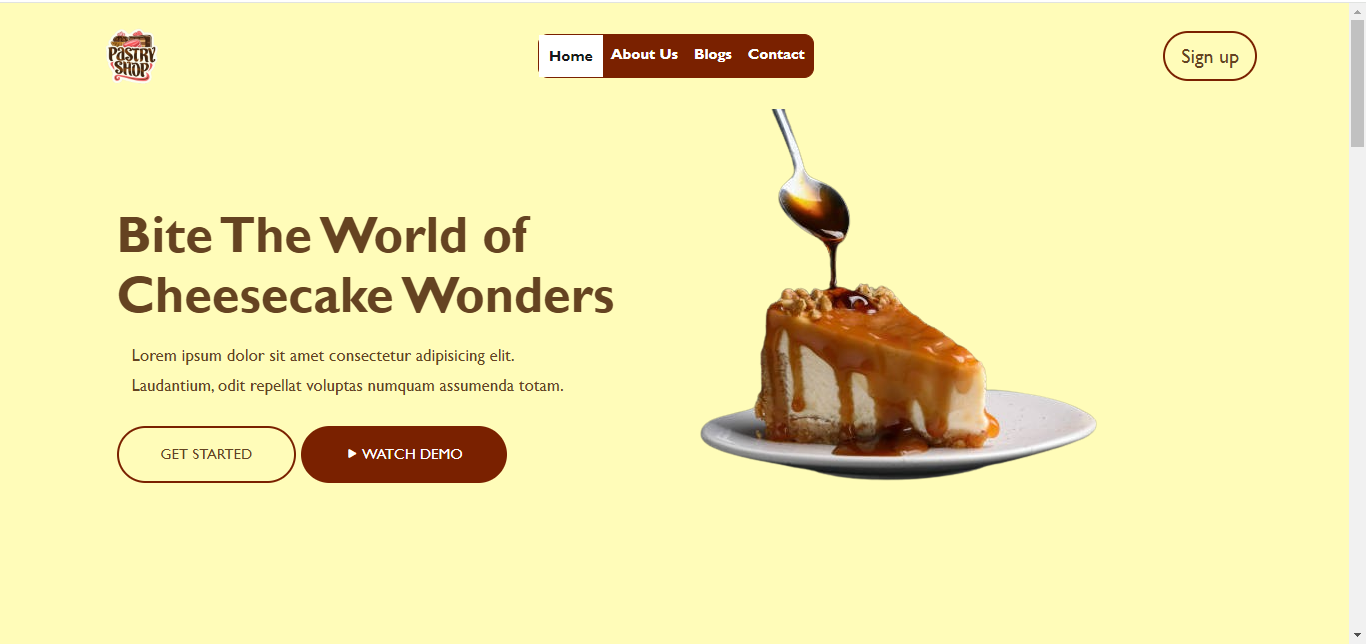 PASTRY
SHOP
Home About Us Blogs Contact
Sign up
Bite The World of
Cheesecake Wonders
Lorem ipsum dolor sit amet consectetur adipisicing elit.
Laudantium, odit repellat voluptas numquam assumenda totam.
GET STARTED
WATCH DEMO